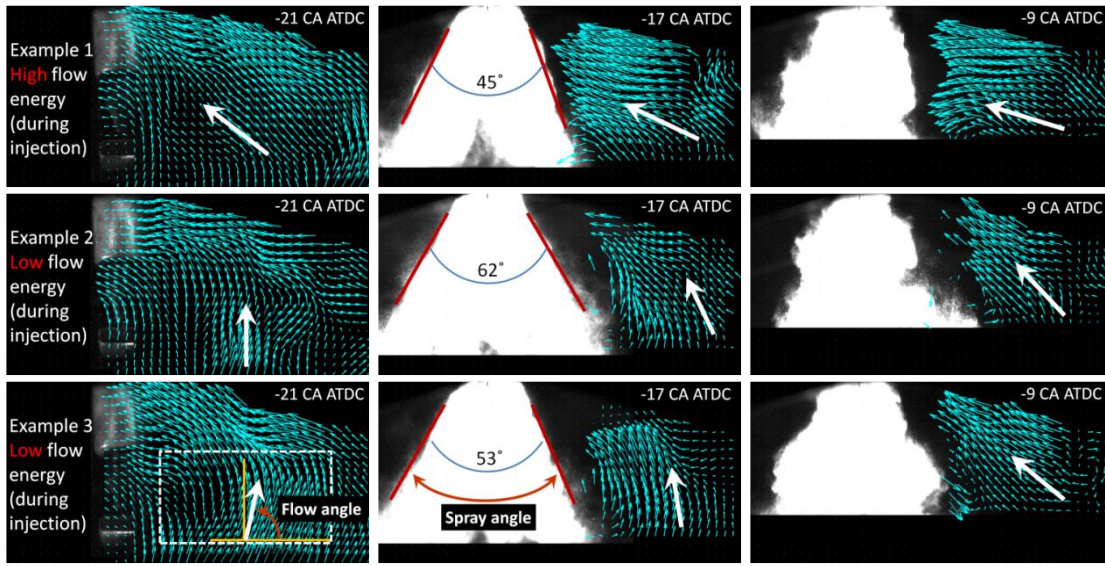 Example 1
High flow
energy
(during
injection)
-21 CA ATDC
-17 CA ATDC
45°
-9 CA ATDC
Example 2
Low flow
energy
(during
injection)
-21 CA ATDC
-17 CA ATDC
62°
-9 CA ATDC
Example 3
Low flow
energy
(during
injection)
-21 CA ATDC
Flow angle
-17 CA ATDC
53°
Spray angle
-9 CA ATDC